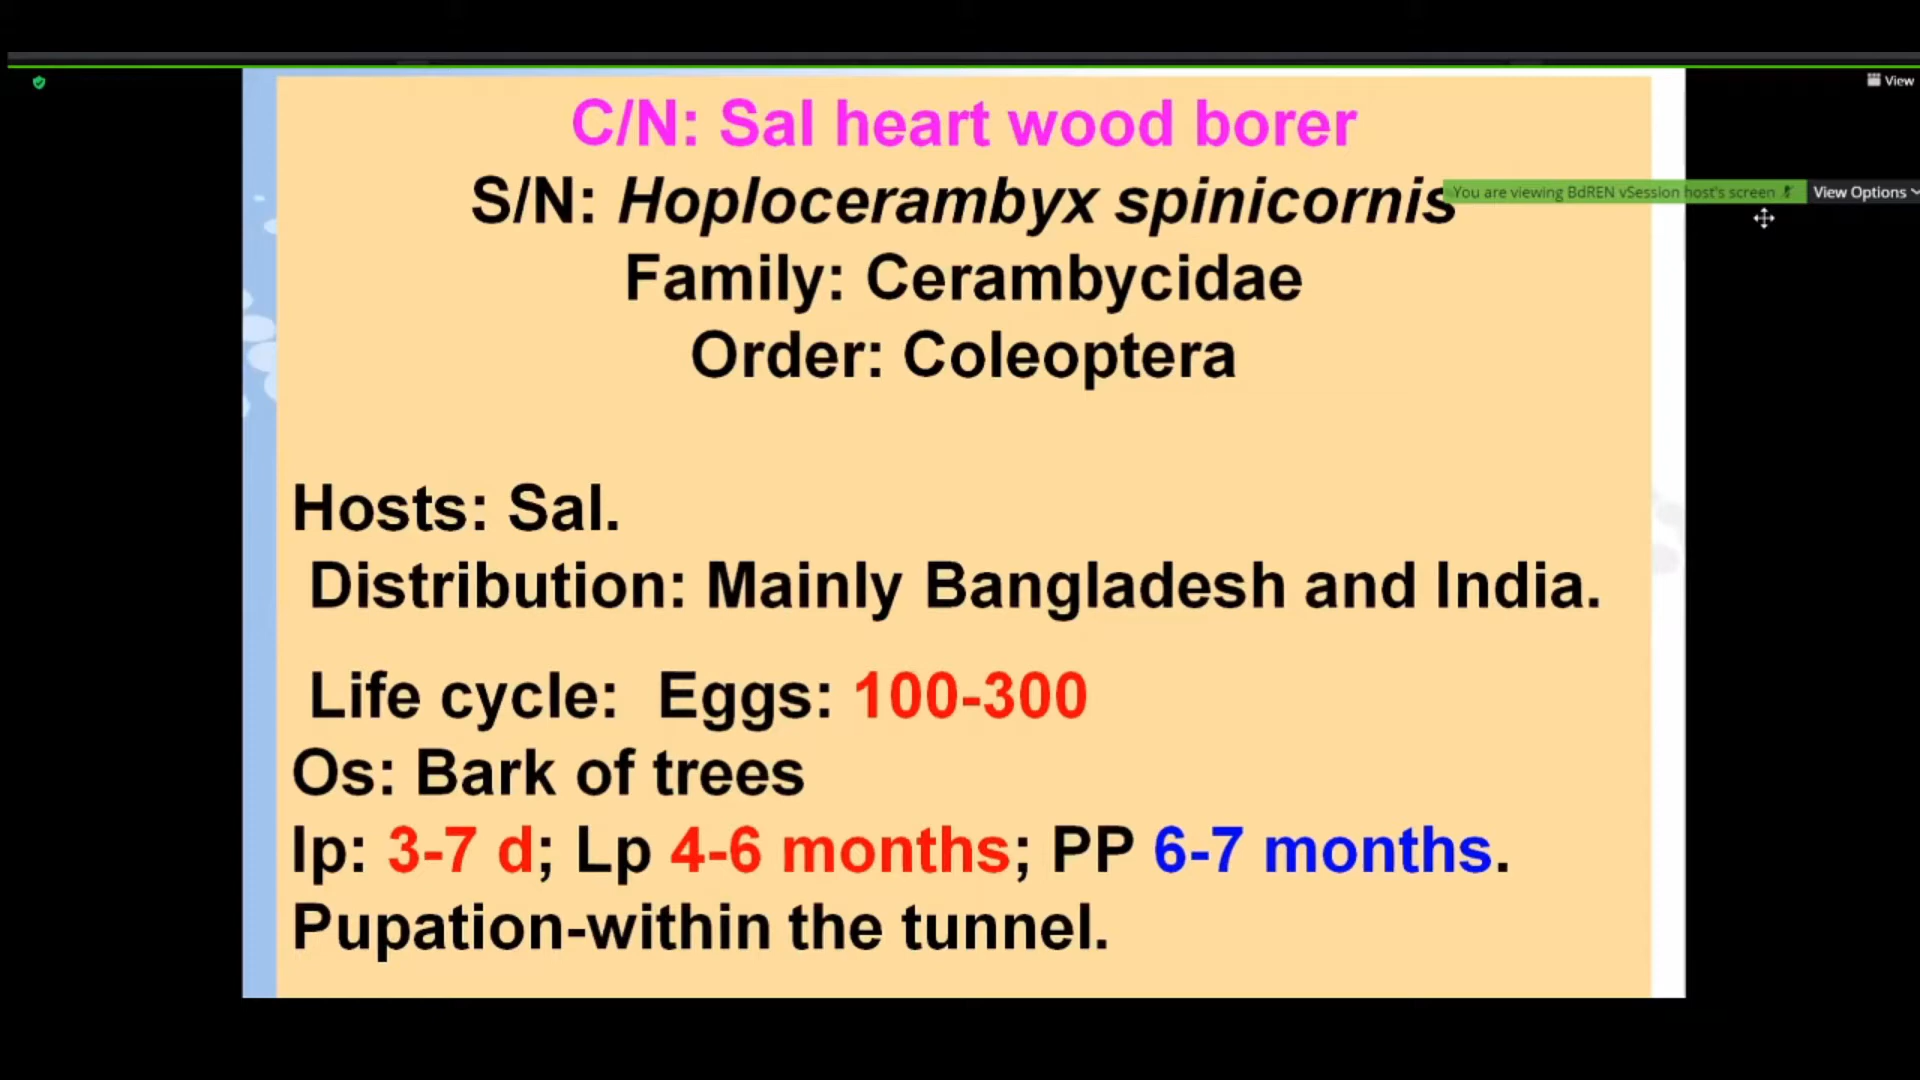 View
C/N: Sal heart wood borer
S/N: Hoplocerambyx spinicornis
You are viewing BdREN vSession host's screen
View Options
Family: Cerambycidae
Order: Coleoptera
Hosts: Sal.
Distribution: Mainly Bangladesh and India.
Life cycle: Eggs: 100-300
Os: Bark of trees
Ip: 3-7 d; Lp 4-6 months; PP 6-7 months.
Pupation-within the tunnel.